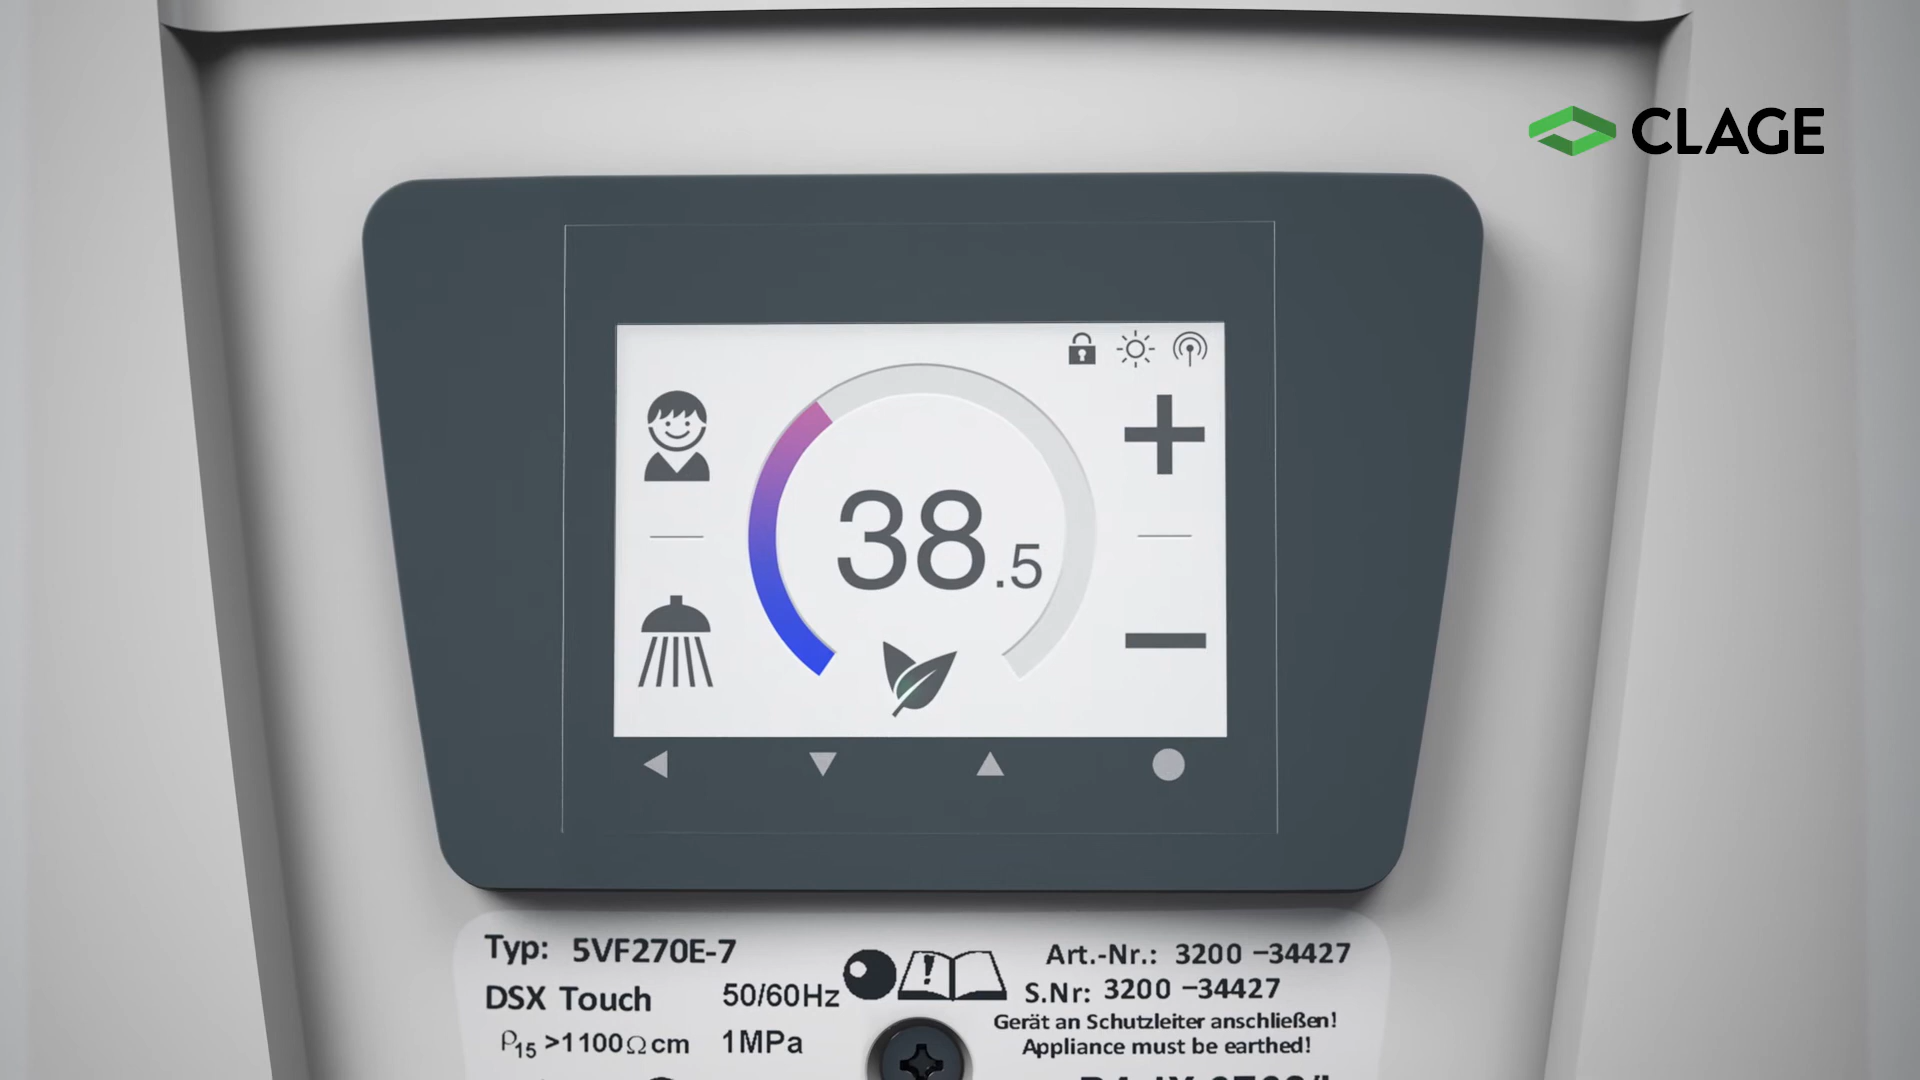 CLAGE
38.5
Typ: 5VF270E-7
DSX Touch 50/60Hz
ρ15 >1100Ωcm 1MPa
Art.-Nr.: 3200 –34427
S.Nr: 3200 –34427
Gerät an Schutzleiter anschließen!
Appliance must be earthed!